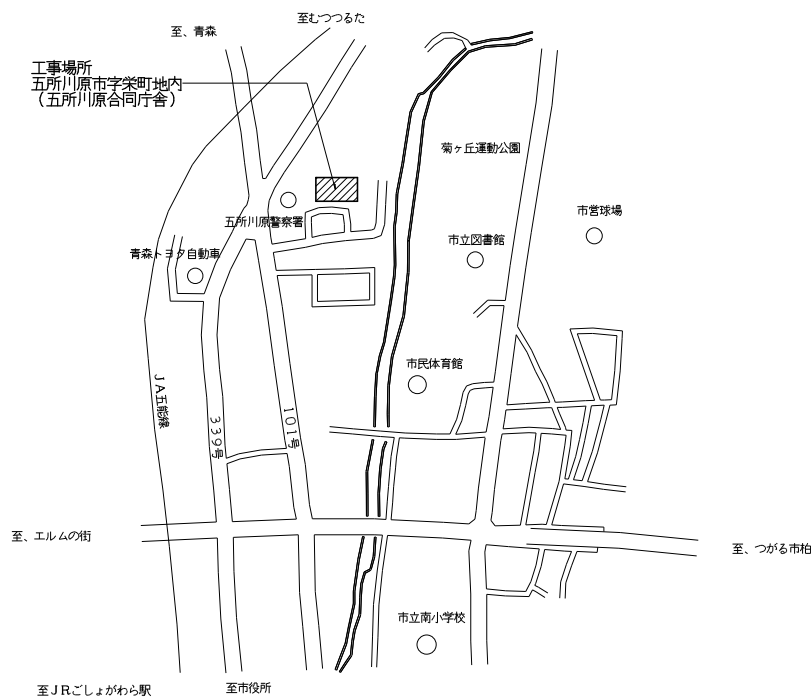 至むつつるた
至、青森
工事場所
五所川原市字栄町地内
（五所川原合同庁舎）
菊ヶ丘運動公園
市営球場
五所川原警察署
市立図書館
青森トヨタ自動車
市民体育館
ＪＡ五能線
３３９号
１０１号
至、エルムの街
至、つがる市柏
市立南小学校
至ＪＲごしょがわら駅
至市役所